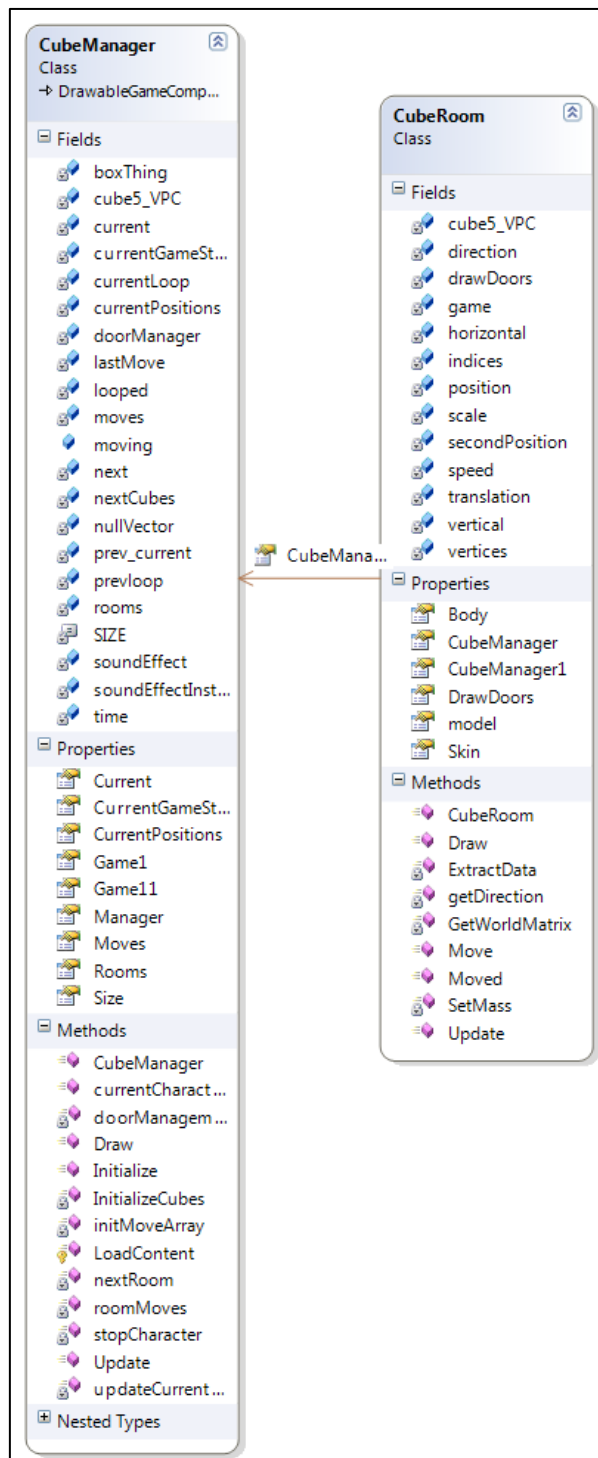 CubeManager
Class
DrawableGameComp...
Fields
boxThing
cube5_VPC
current
currentGameSt...
currentLoop
currentPositions
doorManager
lastMove
looped
moves
moving
next
nextCubes
nullVector
prev_current
prevloop
rooms
SIZE
soundEffect
soundEffectInst...
time
Properties
Current
CurrentGameSt...
CurrentPositions
Game1
Game11
Manager
Moves
Rooms
Size
Methods
CubeManager
currentCharact...
doorManagem...
Draw
Initialize
InitializeCubes
initMoveArray
LoadContent
nextRoom
roomMoves
stopCharacter
Update
updateCurrent...
Nested Types
CubeMana...
CubeRoom
Class
Fields
cube5_VPC
direction
drawDoors
game
horizontal
indices
position
scale
secondPosition
speed
translation
vertical
vertices
Properties
Body
CubeManager
CubeManager1
DrawDoors
model
Skin
Methods
CubeRoom
Draw
ExtractData
getDirection
GetWorldMatrix
Move
Moved
SetMass
Update